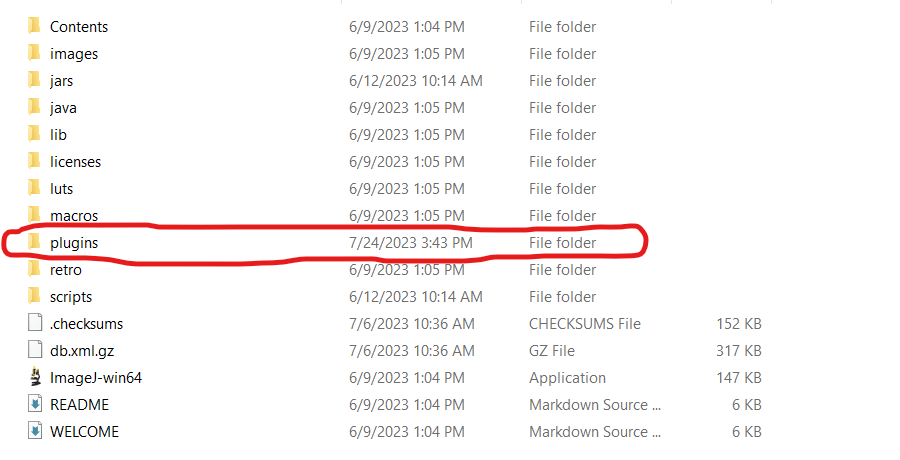 Contents 6/9/2023 1:04 PM File folder
images 6/9/2023 1:05 PM File folder
jars 6/12/2023 10:14 AM File folder
java 6/9/2023 1:05 PM File folder
lib 6/9/2023 1:05 PM File folder
licenses 6/9/2023 1:05 PM File folder
luts 6/9/2023 1:05 PM File folder
macros 6/9/2023 1:05 PM File folder
plugins 7/24/2023 3:43 PM File folder
retro 6/9/2023 1:05 PM File folder
scripts 6/12/2023 10:14 AM File folder
.checksums 7/6/2023 10:36 AM CHECKSUMS File 152 KB
db.xml.gz 7/6/2023 10:36 AM GZ File 317 KB
ImageJ-win64 6/9/2023 1:04 PM Application 147 KB
README 6/9/2023 1:04 PM Markdown Source ... 6 KB
WELCOME 6/9/2023 1:04 PM Markdown Source ... 6 KB